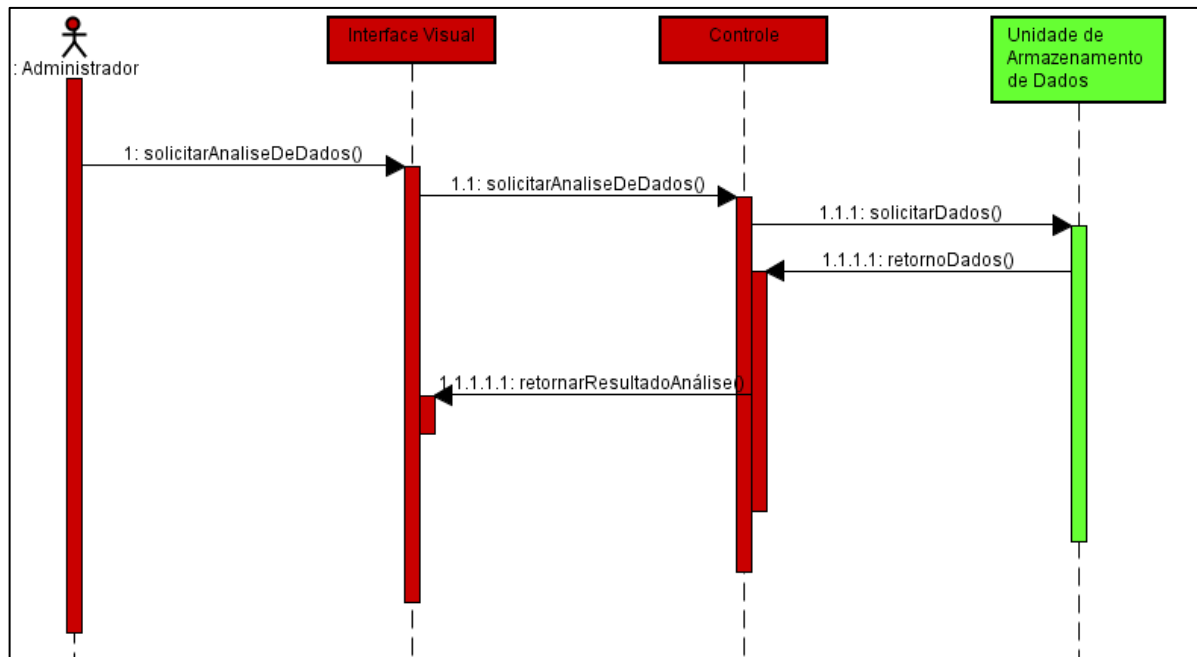 Interface Visual
Controle
Unidade de
Armazenamento
de Dados
: Administrador
1: solicitarAnaliseDeDados()
1.1: solicitarAnaliseDeDados()
1.1.1: solicitarDados()
1.1.1.1: retornoDados()
1.1.1.1.1: retornarResultadoAnálise()